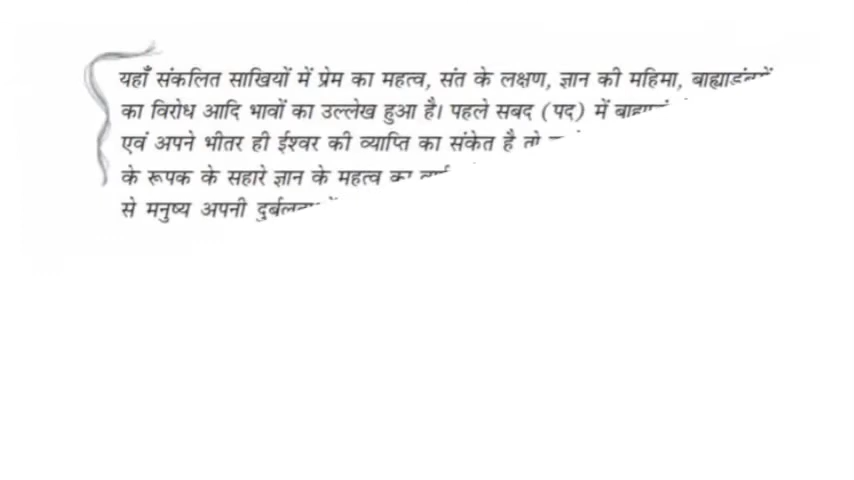 यहाँ संकलित साखियों में प्रेम का महत्व, संत के लक्षण, ज्ञान की महिमा,
का विरोध आदि भावों का उल्लेख हुआ है। पहले सबद (पद) में
एवं अपने भीतर ही ईश्वर की व्याप्ति का संकेत है तो
के रूपक के सहारे ज्ञान के महत्व का
से मनुष्य अपनी